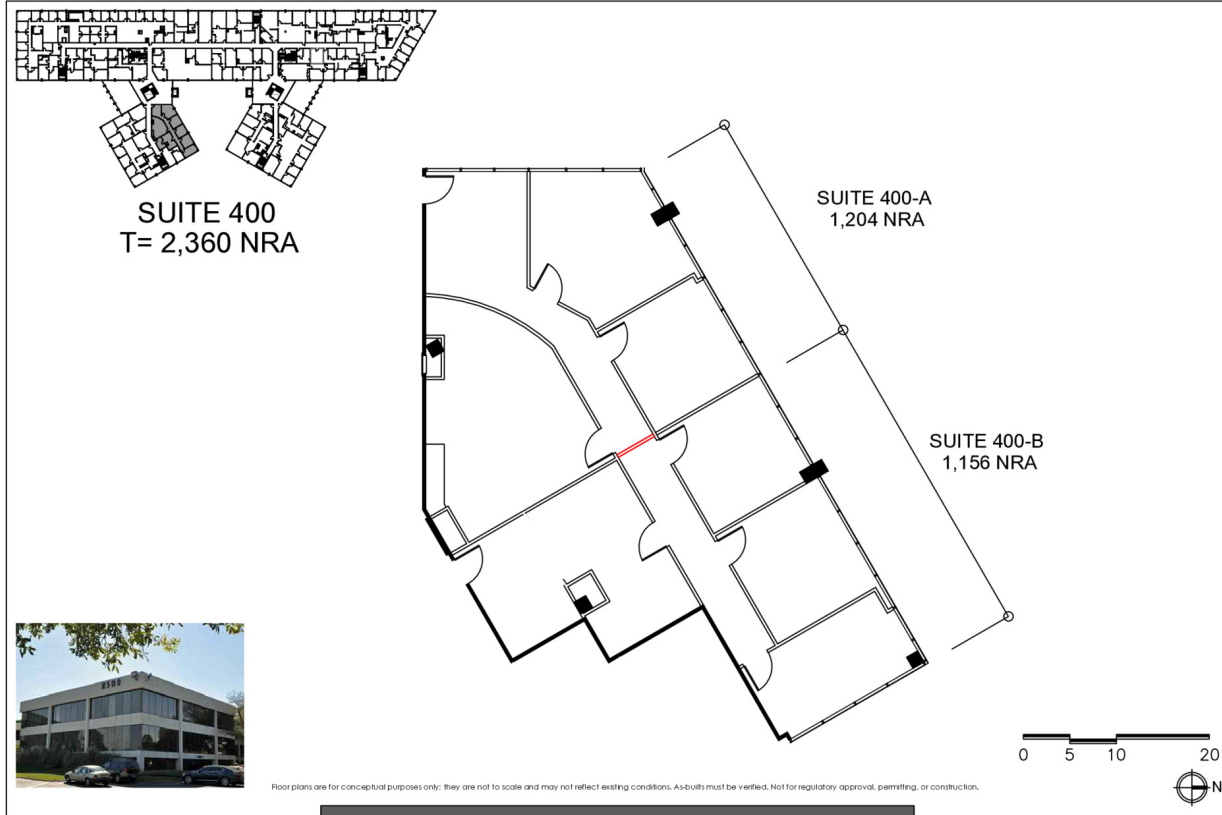 SUITE 400
T= 2,360 NRA
SUITE 400-A
1,204 NRA
SUITE 400-B
1,156 NRA
2500
0 5 10 20
N
Floor plans are for conceptual purposes only; they are not to scale and may not reflect existing conditions. As-builts must be verified. Not for regulatory approval, permitting, or construction.